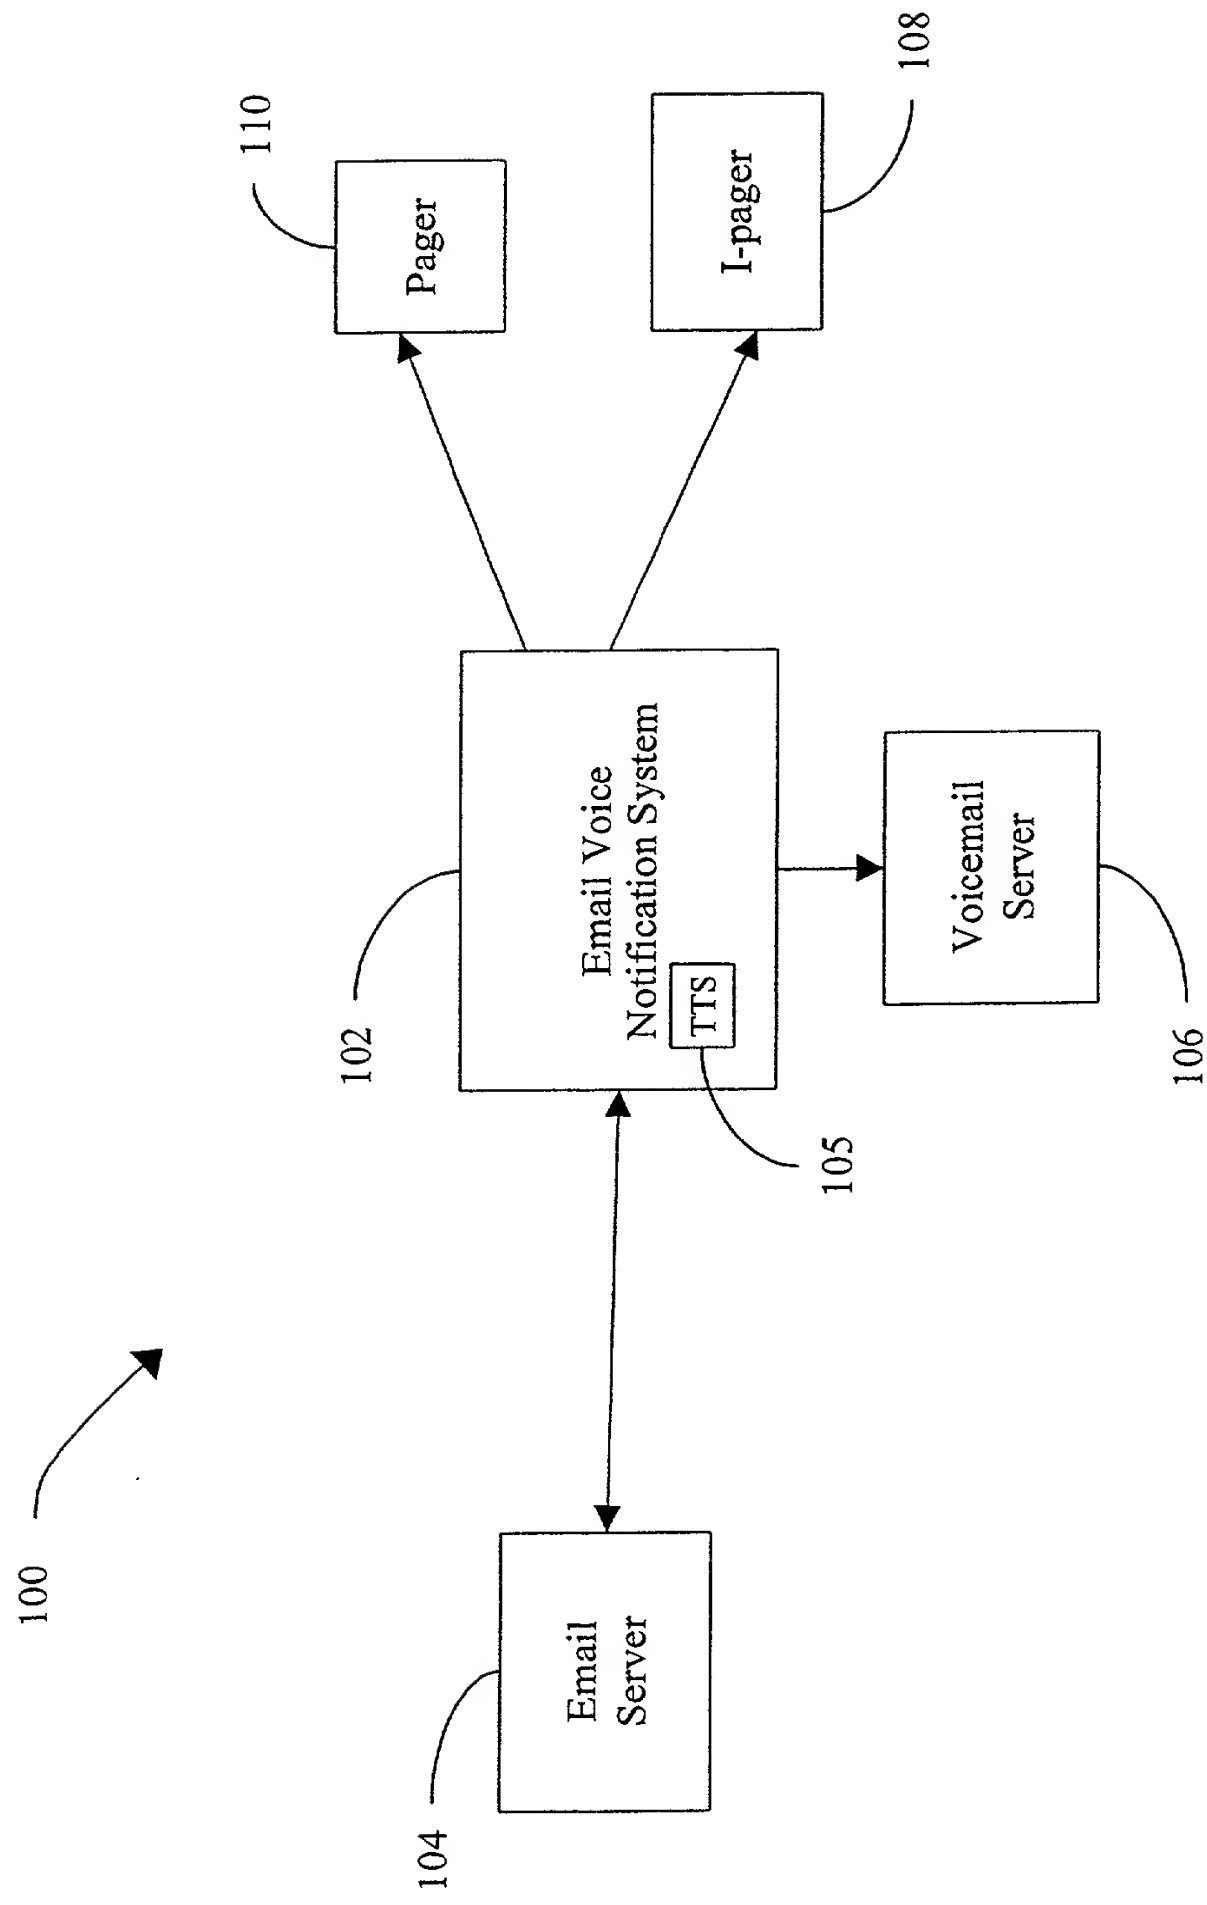 100
110
Pager
102
Email Voice
Notification System
TTS
105
104
Email
Server
I-pager
108
Voicemail
Server
106